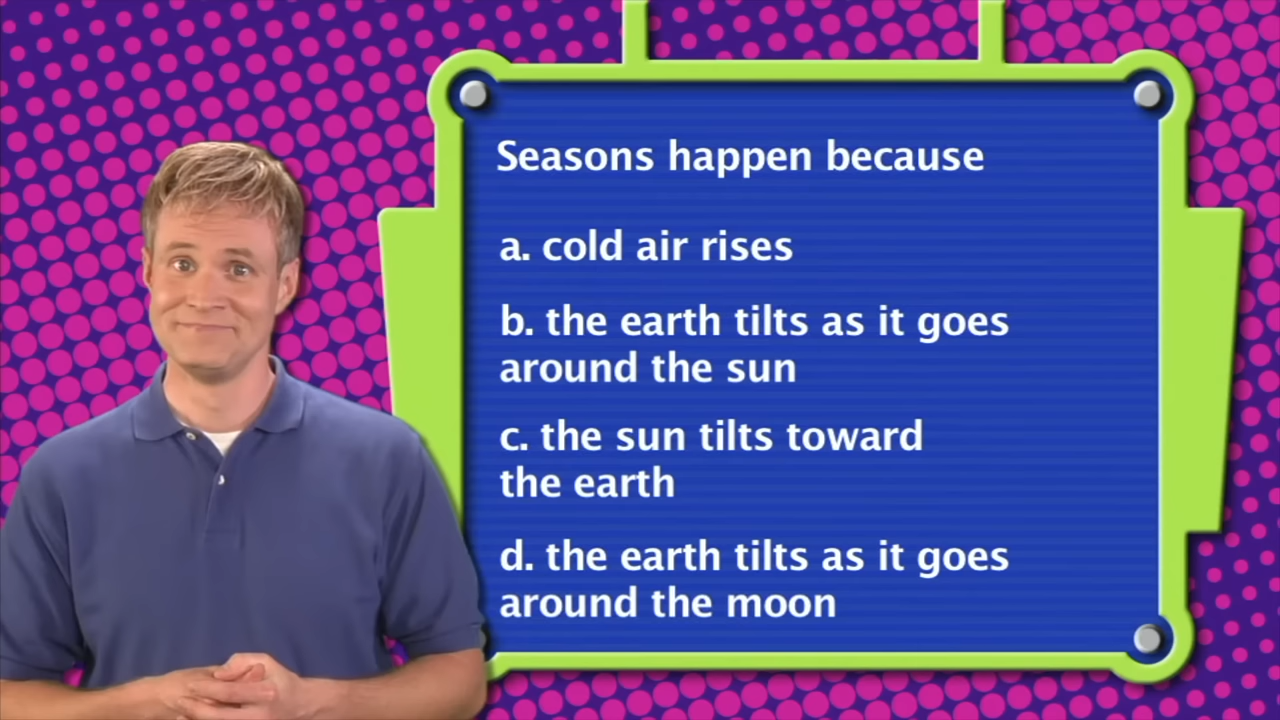 Seasons happen because
a. cold air rises
b. the earth tilts as it goes
around the sun
c. the sun tilts toward
the earth
d. the earth tilts as it goes
around the moon